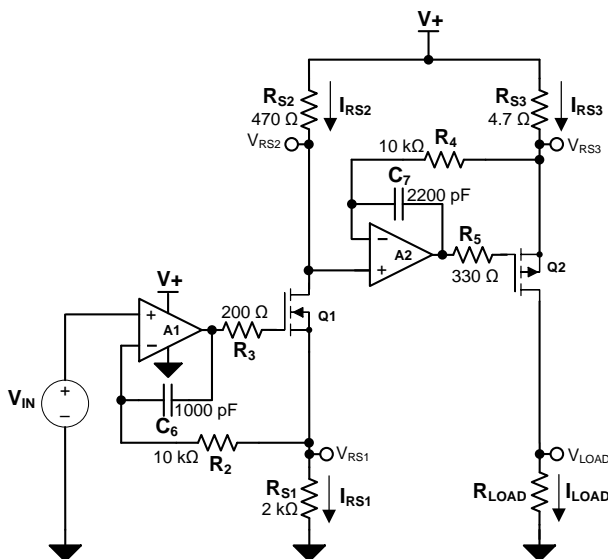 V+
RS2
470 Ω
IRS2
RS3
4.7 Ω
IRS3
VRS2
VRS3
10 kΩ
R4
C7
2200 pF
A2
R5
330 Ω
Q2
V+
A1
200 Ω
R3
Q1
VIN
1000 pF
C6
10 kΩ
R2
VRS1
RS1
2 kΩ
IRS1
VLOAD
RLOAD
ILOAD